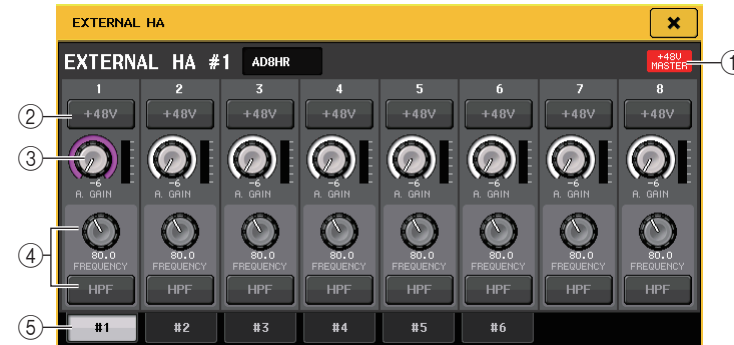 EXTERNAL HA
EXTERNAL HA #1 AD8HR +48V MASTER ①
1 2 3 4 5 6 7 8
② +48V +48V +48V +48V +48V +48V +48V +48V
③
-6 -6 -6 -6 -6 -6 -6 -6
A. GAIN A. GAIN A. GAIN A. GAIN A. GAIN A. GAIN A. GAIN A. GAIN
④
80.0 80.0 80.0 80.0 80.0 80.0 80.0 80.0
FREQUENCY FREQUENCY FREQUENCY FREQUENCY FREQUENCY FREQUENCY FREQUENCY FREQUENCY
HPF HPF HPF HPF HPF HPF HPF HPF
⑤ #1 #2 #3 #4 #5 #6